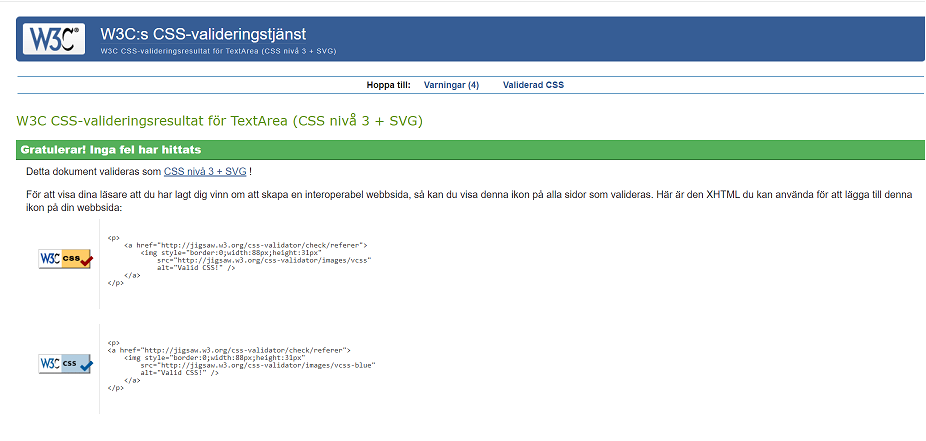 W3C®
W3C:s CSS-valideringstjänst
W3C CSS-valideringsresultat för TextArea (CSS nivå 3 + SVG)
Hoppa till: Varningar (4) Validerad CSS
W3C CSS-valideringsresultat för TextArea (CSS nivå 3 + SVG)
Gratulerar! Inga fel har hittats
Detta dokument valideras som CSS nivå 3 + SVG !
För att visa dina läsare att du har lagt dig vinn om att skapa en interoperabel webbsida, så kan du visa denna ikon på alla sidor som valideras. Här är den XHTML du kan använda för att lägga till denna
ikon på din webbsida:
W3C css
<p>
<a href="http://jigsaw.w3.org/css-validator/check/referer">
<img style="border:0;width:88px;height:31px"
src="http://jigsaw.w3.org/css-validator/images/vcss"
alt="Valid CSS!" />
</a>
</p>
W3C css
<p>
<a href="http://jigsaw.w3.org/css-validator/check/referer">
<img style="border:0;width:88px;height:31px"
src="http://jigsaw.w3.org/css-validator/images/vcss-blue"
alt="Valid CSS!" />
</a>
</p>